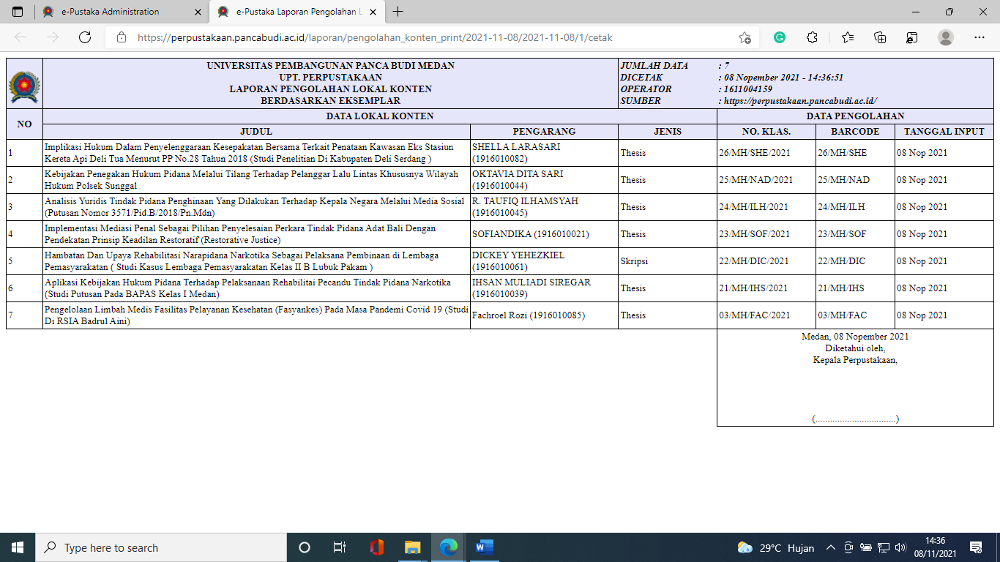 e-Pustaka Administration
e-Pustaka Laporan Pengolahan L
https://perpustakaan.pancabudi.ac.id/laporan/pengolahan_konten_print/2021-11-08/2021-11-08/1/cetak
UNIVERSITAS PEMBANGUNAN PANCA BUDI MEDAN
UPT. PERPUSTAKAAN
LAPORAN PENGOLAHAN LOKAL KONTEN
BERDASARKAN EKSEMPLAR
JUMLAH DATA : 7
DICETAK : 08 Nopember 2021 - 14:36:51
OPERATOR : 1611004159
SUMBER : https://perpustakaan.pancabudi.ac.id/
NO DATA LOKAL KONTEN DATA PENGOLAHAN
JUDUL PENGARANG JENIS NO. KLAS. BARCODE TANGGAL INPUT
1 Implikasi Hukum Dalam Penyelenggaraan Kesepakatan Bersama Terkait Penataan Kawasan Eks Stasiun SHELLA LARASARI Thesis 26/MH/SHE/2021 26/MH/SHE 08 Nop 2021
Kereta Api Deli Tua Menurut PP No.28 Tahun 2018 (Studi Penelitian Di Kabupaten Deli Serdang ) (1916010082)
2 Kebijakan Penegakan Hukum Pidana Melalui Tilang Terhadap Pelanggar Lalu Lintas Khususnya Wilayah OKTAVIA DITA SARI Thesis 25/MH/NAD/2021 25/MH/NAD 08 Nop 2021
Hukum Polsek Sunggal (1916010044)
3 Analisis Yuridis Tindak Pidana Penghinaan Yang Dilakukan Terhadap Kepala Negara Melalui Media Sosial R. TAUFIQ ILHAMSYAH Thesis 24/MH/ILH/2021 24/MH/ILH 08 Nop 2021
(Putusan Nomor 3571/Pid.B/2018/Pn.Mdn) (1916010045)
4 Implementasi Mediasi Penal Sebagai Pilihan Penyelesaian Perkara Tindak Pidana Adat Bali Dengan SOFIANDIKA (1916010021) Thesis 23/MH/SOF/2021 23/MH/SOF 08 Nop 2021
Pendekatan Prinsip Keadilan Restoratif (Restorative Justice)
5 Hambatan Dan Upaya Rehabilitasi Narapidana Narkotika Sebagai Pelaksana Pembinaan di Lembaga DICKEY YEHEZKIEL Skripsi 22/MH/DIC/2021 22/MH/DIC 08 Nop 2021
Pemasyarakatan ( Studi Kasus Lembaga Pemasyarakatan Kelas II B Lubuk Pakam ) (1916010061)
6 Aplikasi Kebijakan Hukum Pidana Terhadap Pelaksanaan Rehabilitai Pecandu Tindak Pidana Narkotika IHSAN MULIADI SIREGAR Thesis 21/MH/IHS/2021 21/MH/IHS 08 Nop 2021
(Studi Putusan Pada BAPAS Kelas I Medan) (1916010039)
7 Pengelolaan Limbah Medis Fasilitas Pelayanan Kesehatan (Fasyankes) Pada Masa Pandemi Covid 19 (Studi Fachroel Rozi (1916010085) Thesis 03/MH/FAC/2021 03/MH/FAC 08 Nop 2021
Di RSIA Badrul Aini)
Medan, 08 Nopember 2021
Diketahui oleh,
Kepala Perpustakaan,
(.................................)
Type here to search
29°C Hujan
14:36
08/11/2021